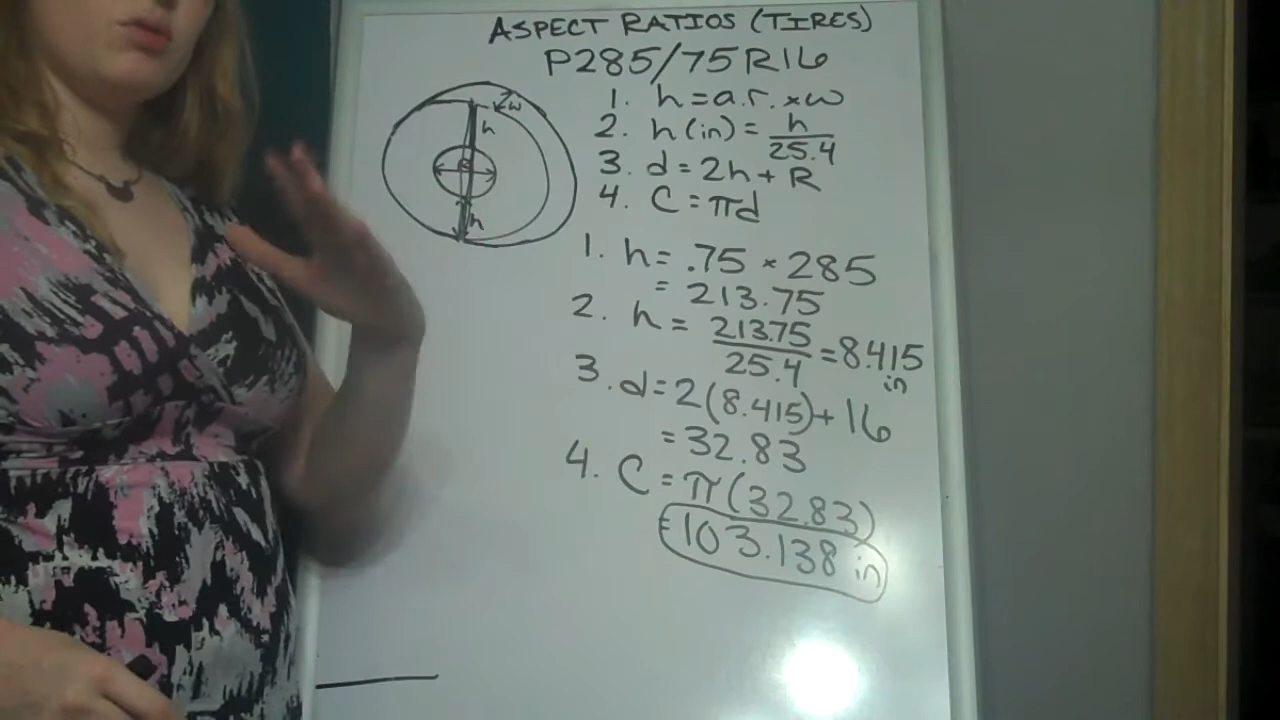 ASPECT RATIOS (TIRES)
P285/75R16
1. h = a.r. × w
2. h(in) = h/25.4
3. d = 2h + R
4. C = πd
w
h
R
h
1. h = .75 × 285
= 213.75
2. h = 213.75/25.4 = 8.415 in
3. d = 2(8.415) + 16
= 32.83
4. C = π(32.83)
= 103.138 in